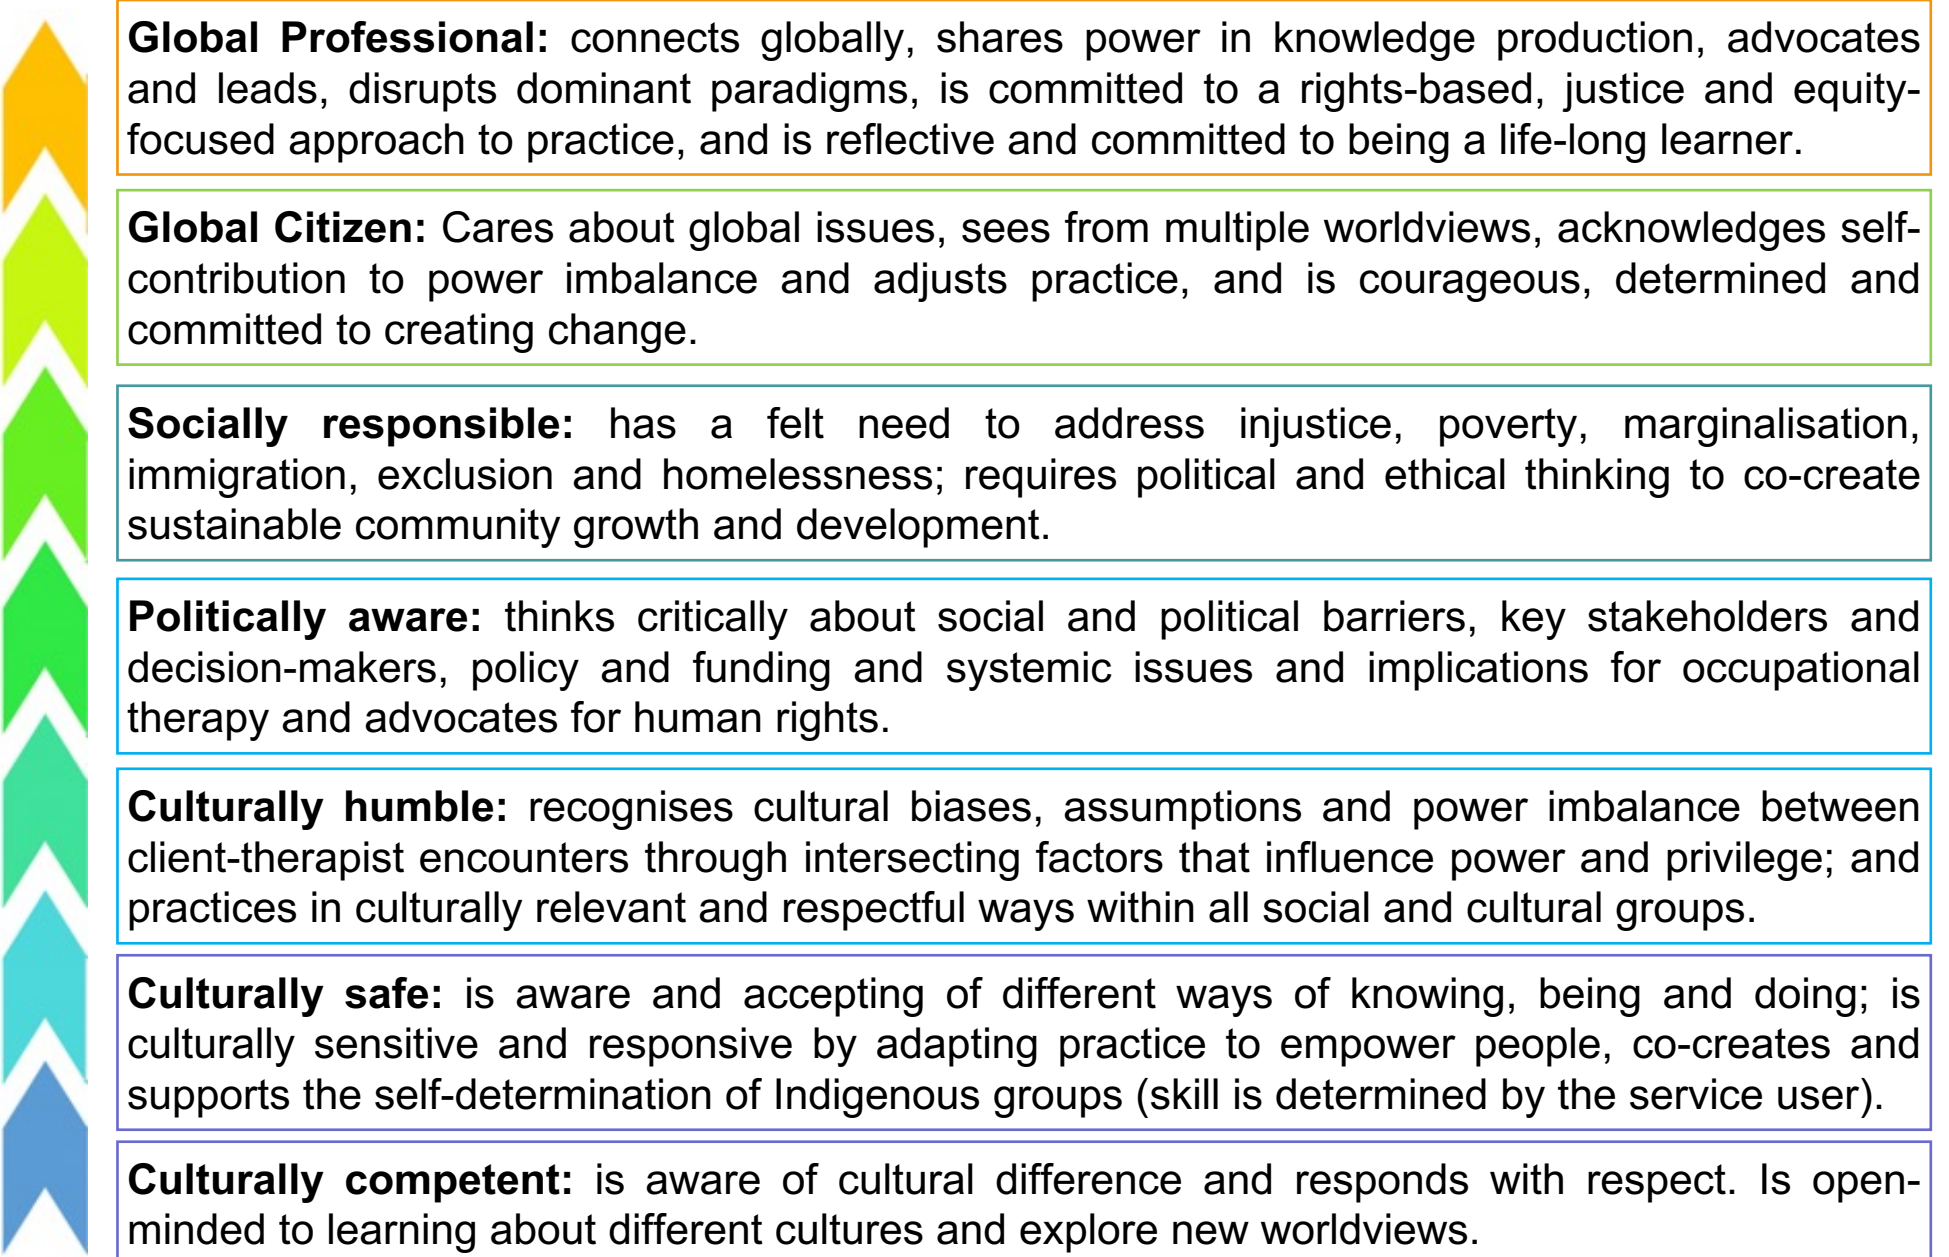 Global Professional: connects globally, shares power in knowledge production, advocates
and leads, disrupts dominant paradigms, is committed to a rights-based, justice and equity-
focused approach to practice, and is reflective and committed to being a life-long learner.
Global Citizen: Cares about global issues, sees from multiple worldviews, acknowledges self-
contribution to power imbalance and adjusts practice, and is courageous, determined and
committed to creating change.
Socially responsible: has a felt need to address injustice, poverty, marginalisation,
immigration, exclusion and homelessness; requires political and ethical thinking to co-create
sustainable community growth and development.
Politically aware: thinks critically about social and political barriers, key stakeholders and
decision-makers, policy and funding and systemic issues and implications for occupational
therapy and advocates for human rights.
Culturally humble: recognises cultural biases, assumptions and power imbalance between
client-therapist encounters through intersecting factors that influence power and privilege; and
practices in culturally relevant and respectful ways within all social and cultural groups.
Culturally safe: is aware and accepting of different ways of knowing, being and doing; is
culturally sensitive and responsive by adapting practice to empower people, co-creates and
supports the self-determination of Indigenous groups (skill is determined by the service user).
Culturally competent: is aware of cultural difference and responds with respect. Is open-
minded to learning about different cultures and explore new worldviews.